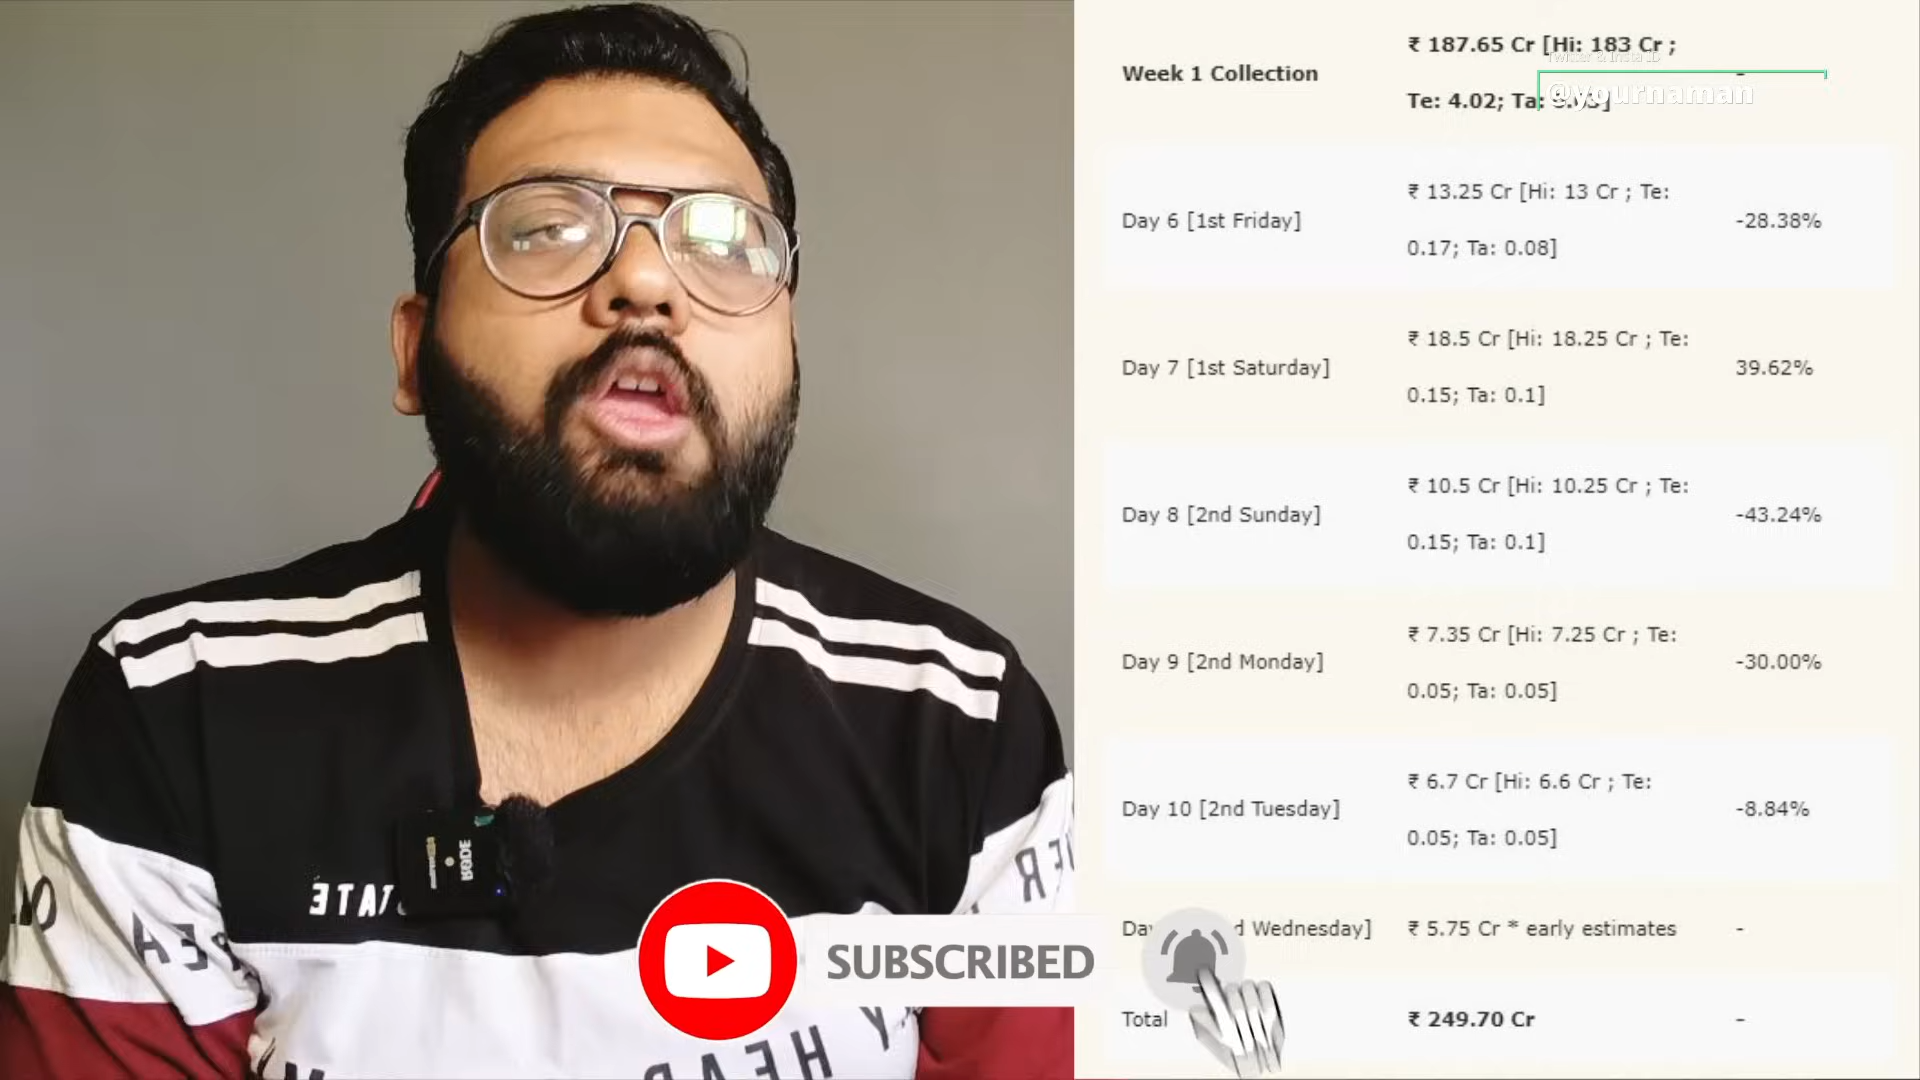 ₹ 187.65 Cr [Hi: 183 Cr ;
Twitter & Insta ID
Week 1 Collection
-
@yournaman
Te: 4.02; Ta:
₹ 13.25 Cr [Hi: 13 Cr ; Te:
Day 6 [1st Friday]
-28.38%
0.17; Ta: 0.08]
₹ 18.5 Cr [Hi: 18.25 Cr ; Te:
Day 7 [1st Saturday]
39.62%
0.15; Ta: 0.1]
₹ 10.5 Cr [Hi: 10.25 Cr ; Te:
Day 8 [2nd Sunday]
-43.24%
0.15; Ta: 0.1]
₹ 7.35 Cr [Hi: 7.25 Cr ; Te:
Day 9 [2nd Monday]
-30.00%
0.05; Ta: 0.05]
₹ 6.7 Cr [Hi: 6.6 Cr ; Te:
Day 10 [2nd Tuesday]
-8.84%
0.05; Ta: 0.05]
Wednesday]
₹ 5.75 Cr * early estimates
-
Total
₹ 249.70 Cr
-
RØDE
SUBSCRIBED